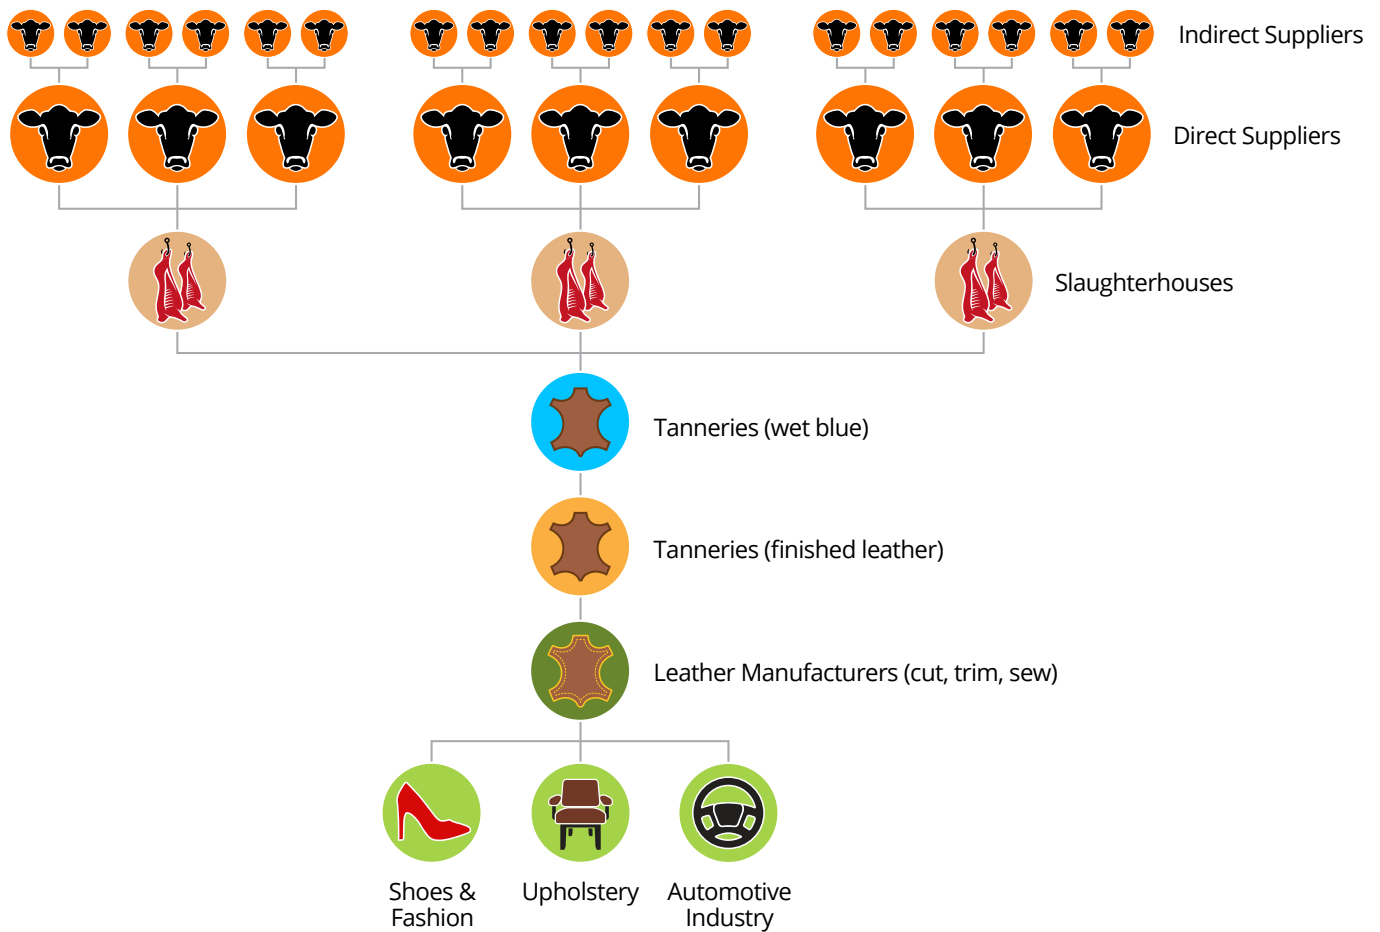 Indirect Suppliers
Direct Suppliers
Slaughterhouses
Tanneries (wet blue)
Tanneries (finished leather)
Leather Manufacturers (cut, trim, sew)
Shoes &
Fashion
Upholstery
Automotive
Industry